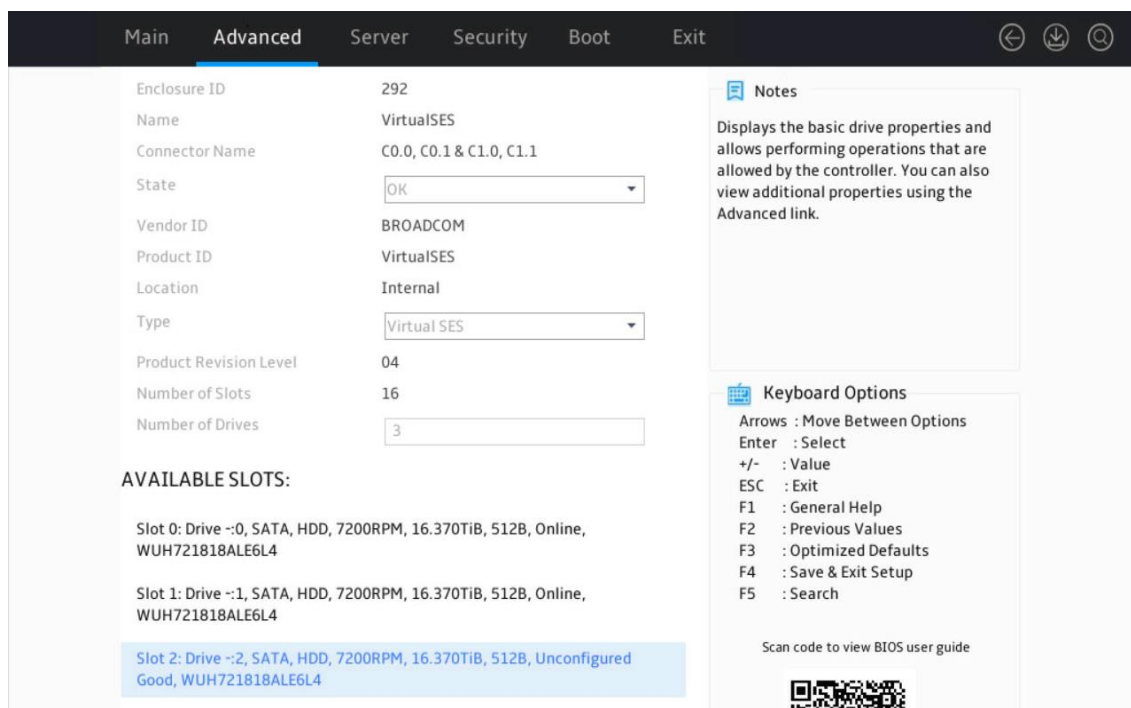 Main Advanced Server Security Boot Exit
Enclosure ID 292
Name VirtualSES
Connector Name C0.0, C0.1 & C1.0, C1.1
State OK
Vendor ID BROADCOM
Product ID VirtualSES
Location Internal
Type Virtual SES
Product Revision Level 04
Number of Slots 16
Number of Drives 3
AVAILABLE SLOTS:
Slot 0: Drive -:0, SATA, HDD, 7200RPM, 16.370TiB, 512B, Online,
WUH721818ALE6L4
Slot 1: Drive -:1, SATA, HDD, 7200RPM, 16.370TiB, 512B, Online,
WUH721818ALE6L4
Slot 2: Drive -:2, SATA, HDD, 7200RPM, 16.370TiB, 512B, Unconfigured
Good, WUH721818ALE6L4
Notes
Displays the basic drive properties and
allows performing operations that are
allowed by the controller. You can also
view additional properties using the
Advanced link.
Keyboard Options
Arrows : Move Between Options
Enter : Select
+/- : Value
ESC : Exit
F1 : General Help
F2 : Previous Values
F3 : Optimized Defaults
F4 : Save & Exit Setup
F5 : Search
Scan code to view BIOS user guide